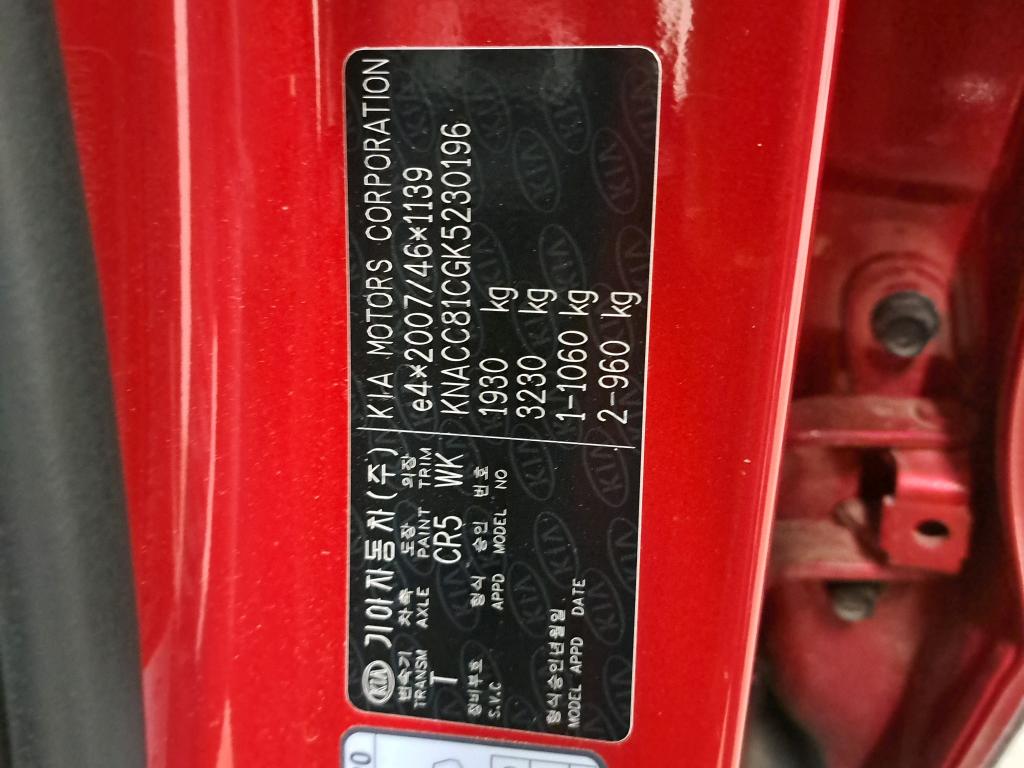 KIA 기아자동차(주) KIA MOTORS CORPORATION
변속기 차축 도장 의장
TRANSM AXLE PAINT TRIM
T CR5 WK
e4*2007/46*1139
KNACC81CGK5230196
장비부호 형식 승인 번호
S.V.C APPD MODEL NO
1930 kg
3230 kg
1-1060 kg
2-960 kg
형식승인년월일
MODEL APPD DATE